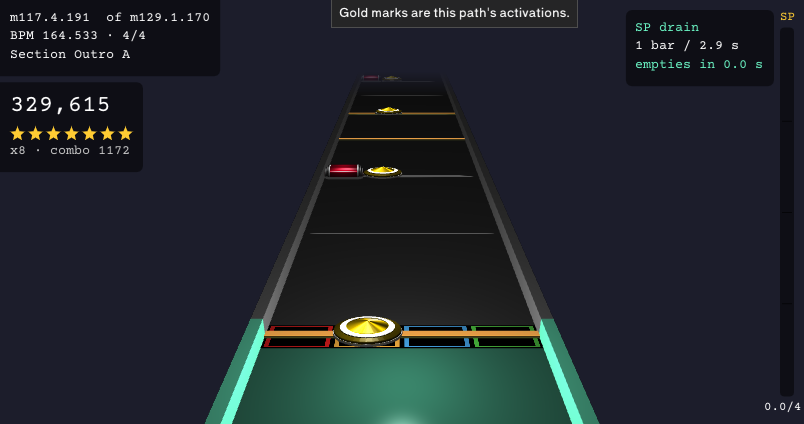 m117.4.191  of m129.1.170
BPM 164.533 · 4/4
Section Outro A
329,615
x8 · combo 1172
Gold marks are this path's activations.
SP drain
1 bar / 2.9 s
empties in 0.0 s
SP
0.0/4